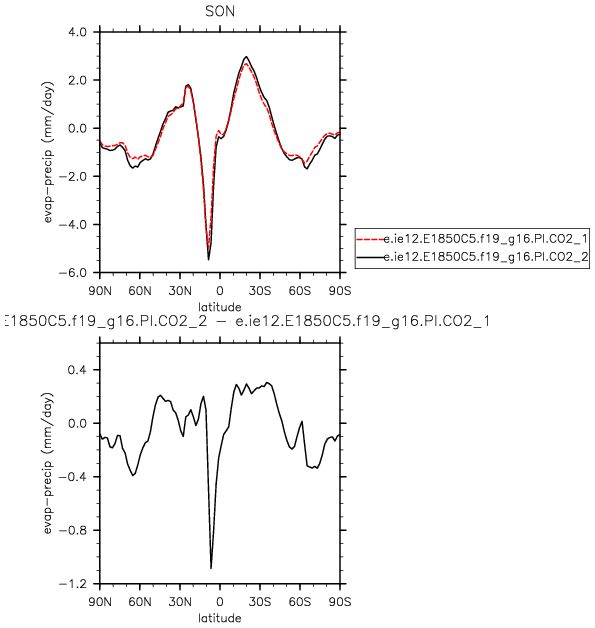 SON
4.0
2.0
0.0
-2.0
-4.0
-6.0
evap-precip (mm/day)
90N 60N 30N 0 30S 60S 90S
latitude
e.ie12.E1850C5.f19_g16.PI.CO2_1
e.ie12.E1850C5.f19_g16.PI.CO2_2
E1850C5.f19_g16.PI.CO2_2 - e.ie12.E1850C5.f19_g16.PI.CO2_1
0.4
0.0
-0.4
-0.8
-1.2
evap-precip (mm/day)
90N 60N 30N 0 30S 60S 90S
latitude